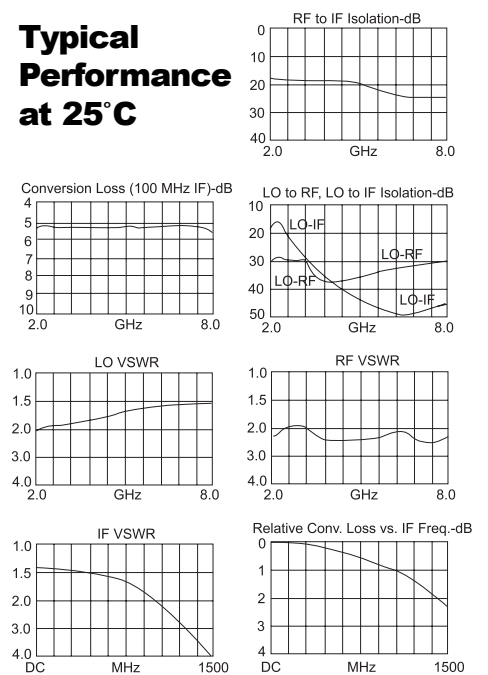 Typical
Performance
at 25°C
RF to IF Isolation-dB
0
10
20
30
40
2.0 GHz 8.0
Conversion Loss (100 MHz IF)-dB
4
5
6
7
8
9
10
2.0 GHz 8.0
LO to RF, LO to IF Isolation-dB
10
20
30
40
50
LO-IF
LO-RF
LO-RF
LO-IF
2.0 GHz 8.0
LO VSWR
1.0
1.5
2.0
3.0
4.0
2.0 GHz 8.0
RF VSWR
1.0
1.5
2.0
3.0
4.0
2.0 GHz 8.0
IF VSWR
1.0
1.5
2.0
3.0
4.0
DC MHz 1500
Relative Conv. Loss vs. IF Freq.-dB
0
1
2
3
4
DC MHz 1500